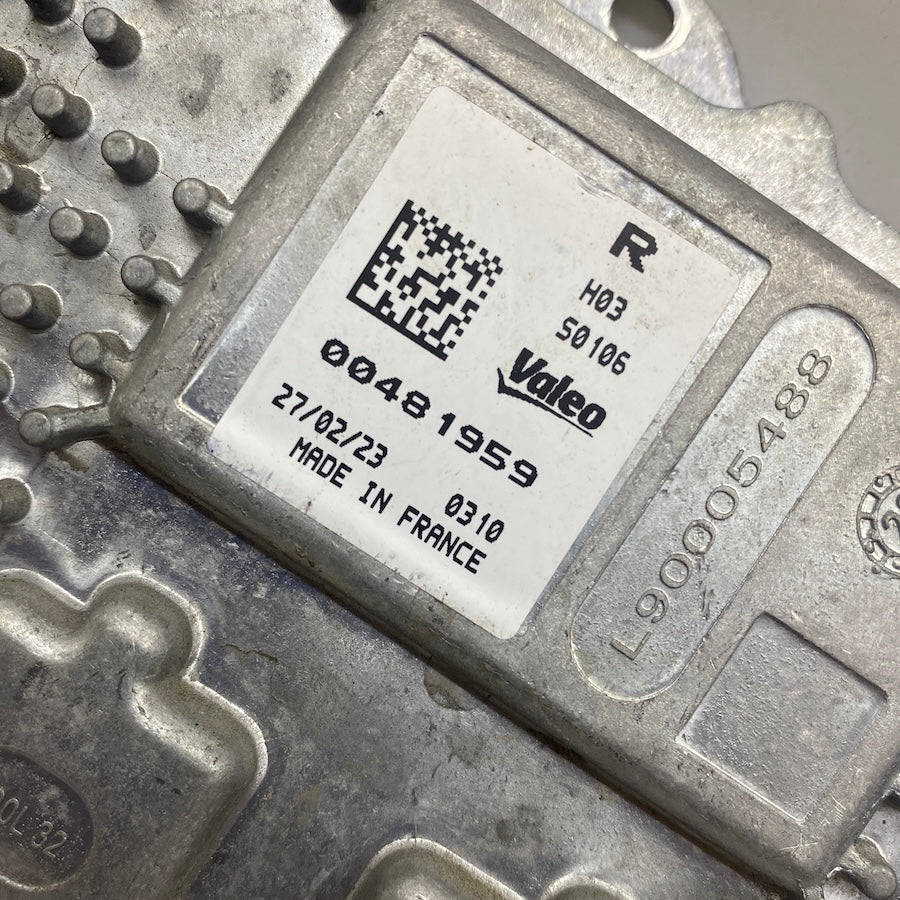 R
H03
S0106
Valeo
00481959
27/02/23 0310
MADE IN FRANCE
L90005488